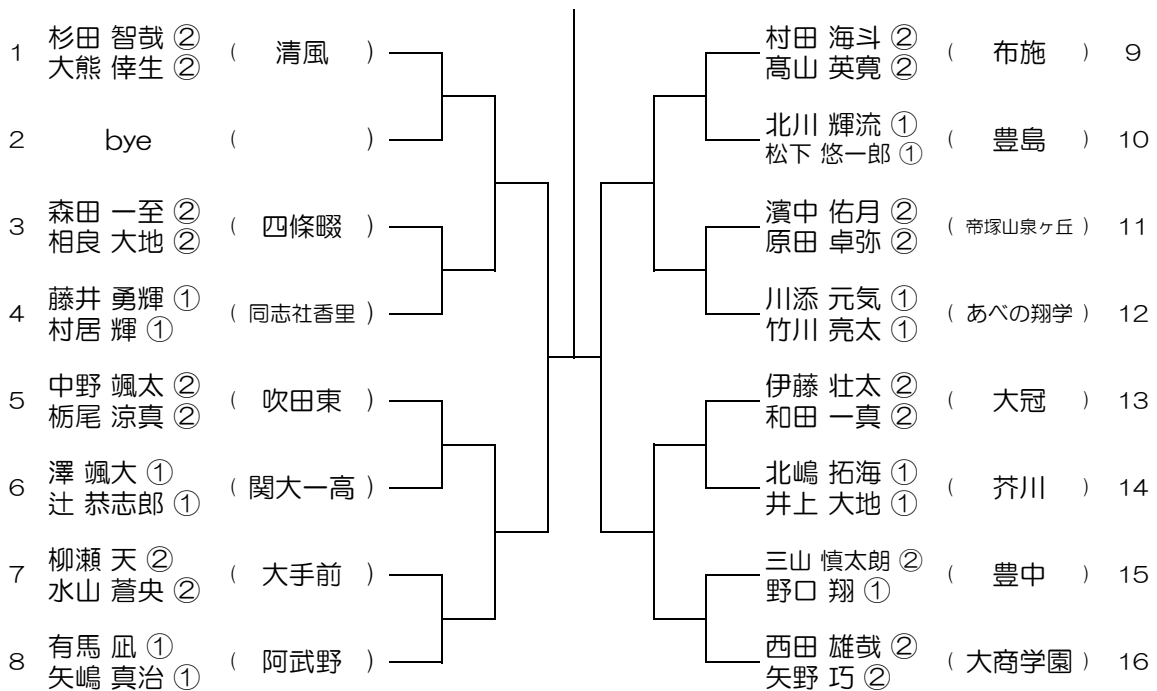 1 杉田 智哉 ② ( 清風 )
大熊 倖生 ②
2 bye ( )
3 森田 一至 ② ( 四條畷 )
相良 大地 ②
4 藤井 勇輝 ① ( 同志社香里 )
村居 輝 ①
5 中野 颯太 ② ( 吹田東 )
栃尾 涼真 ②
6 澤 颯大 ① ( 関大一高 )
辻 恭志郎 ①
7 柳瀬 天 ② ( 大手前 )
水山 蒼央 ②
8 有馬 凪 ① ( 阿武野 )
矢嶋 真治 ①
村田 海斗 ② ( 布施 ) 9
髙山 英寛 ②
北川 輝流 ① ( 豊島 ) 10
松下 悠一郎 ①
濱中 佑月 ② ( 帝塚山泉ヶ丘 ) 11
原田 卓弥 ②
川添 元気 ① ( あべの翔学 ) 12
竹川 亮太 ①
伊藤 壮太 ② ( 大冠 ) 13
和田 一真 ②
北嶋 拓海 ① ( 芥川 ) 14
井上 大地 ①
三山 慎太朗 ② ( 豊中 ) 15
野口 翔 ①
西田 雄哉 ② ( 大商学園 ) 16
矢野 巧 ②